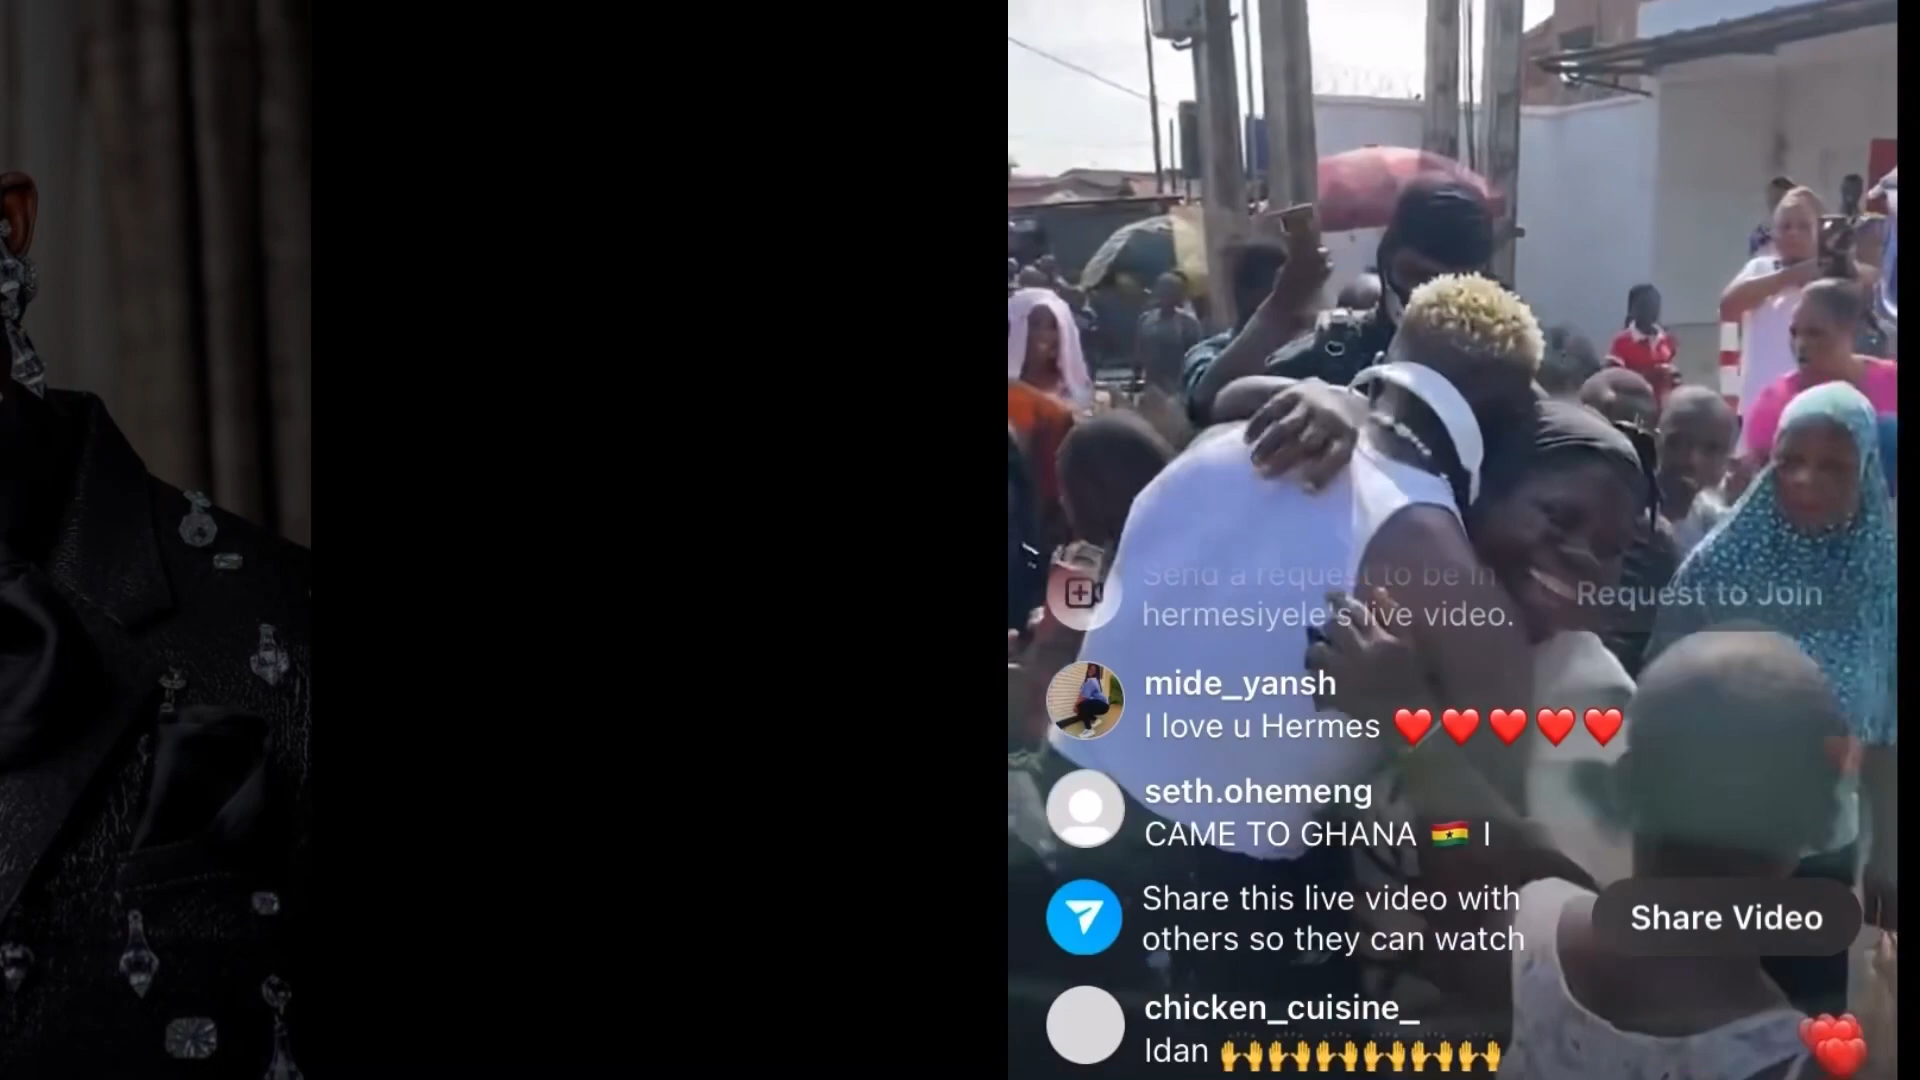 Send a request to be in
hermesiyele's live video.
Request to Join
mide_yansh
I love u Hermes ❤️❤️❤️❤️❤️
seth.ohemeng
CAME TO GHANA 🇬🇭 I
Share this live video with
others so they can watch
Share Video
chicken_cuisine_
Idan 🙌🙌🙌🙌🙌🙌